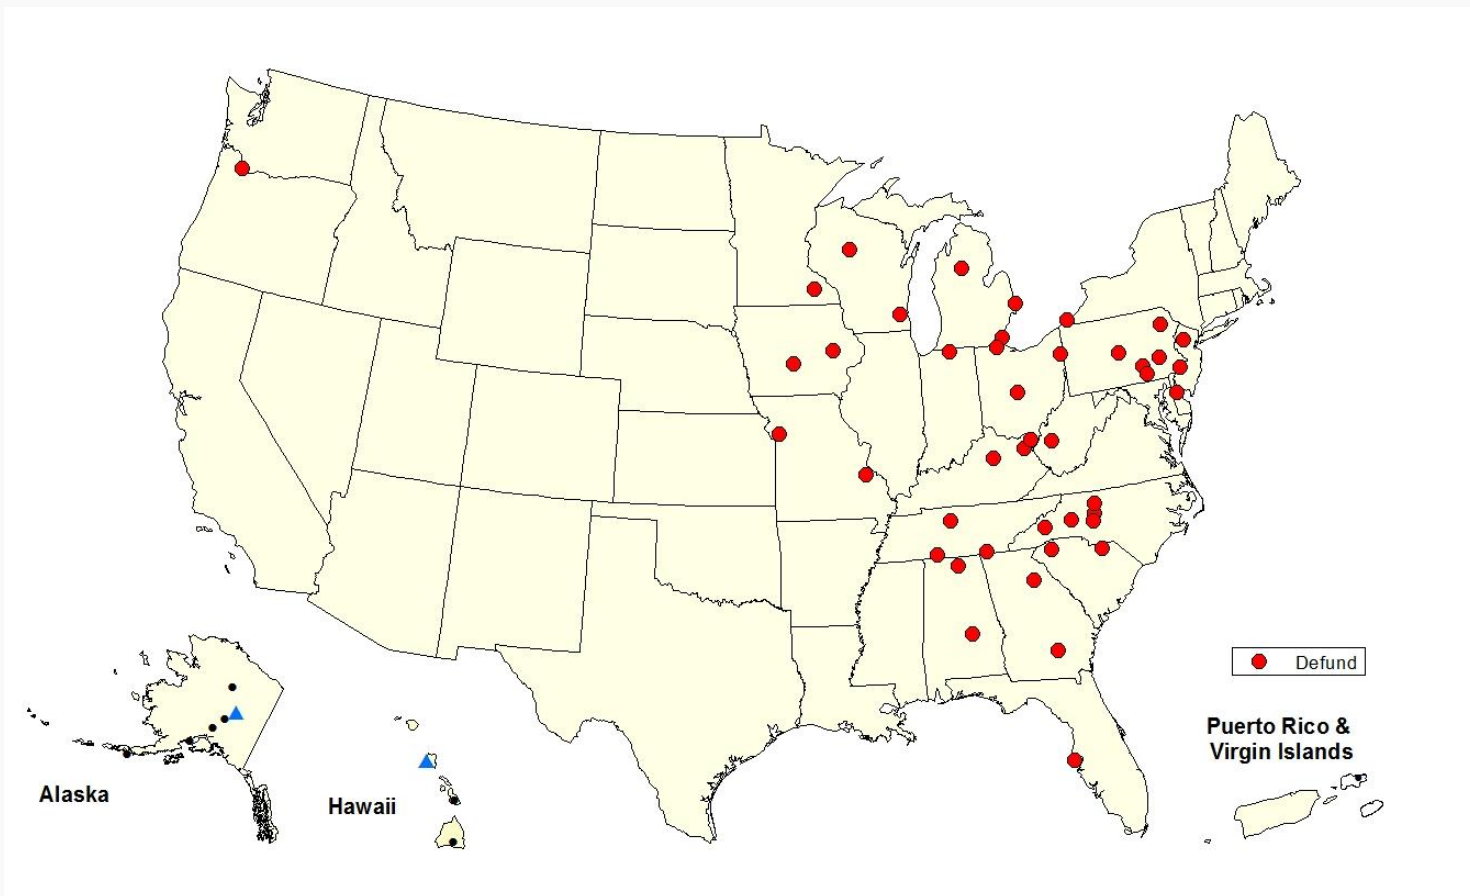 Defund
Puerto Rico &
Virgin Islands
Alaska
Hawaii